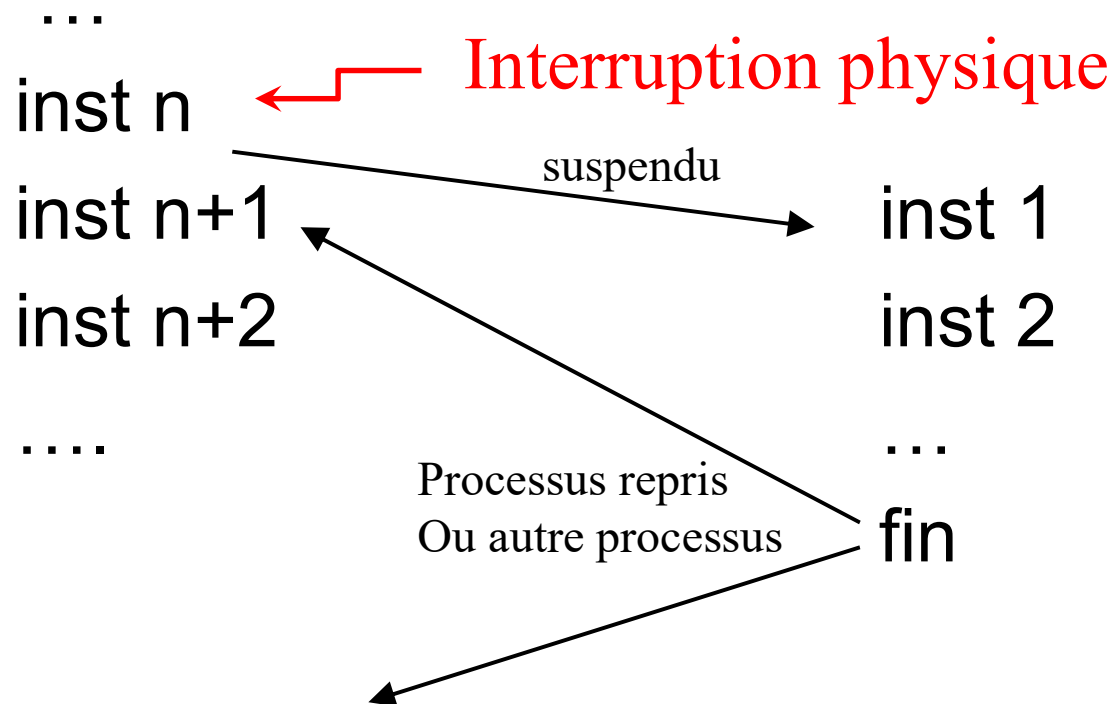 …
Interruption physique
inst n
suspendu
inst n+1
inst 1
inst n+2
inst 2
….
…
Processus repris
Ou autre processus
fin